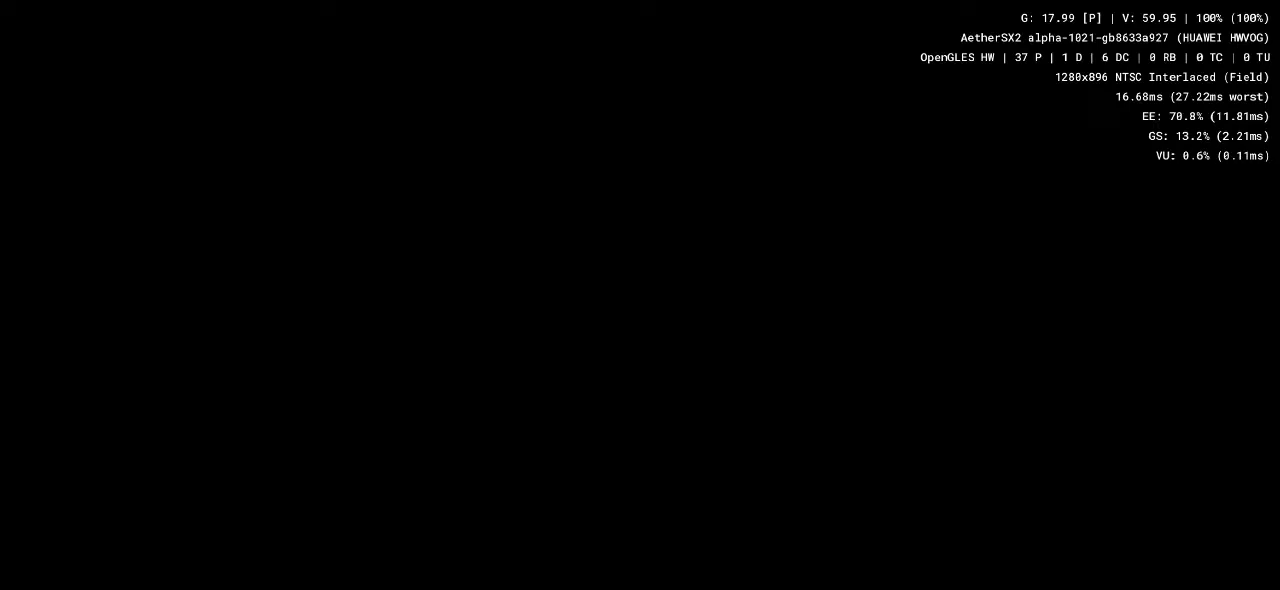 G: 17.99 [P] | V: 59.95 | 100% (100%)
AetherSX2 alpha-1021-gb8633a927 (HUAWEI HWVOG)
OpenGLES HW | 37 P | 1 D | 6 DC | 0 RB | 0 TC | 0 TU
1280x896 NTSC Interlaced (Field)
16.68ms (27.22ms worst)
EE: 70.8% (11.81ms)
GS: 13.2% (2.21ms)
VU: 0.6% (0.11ms)